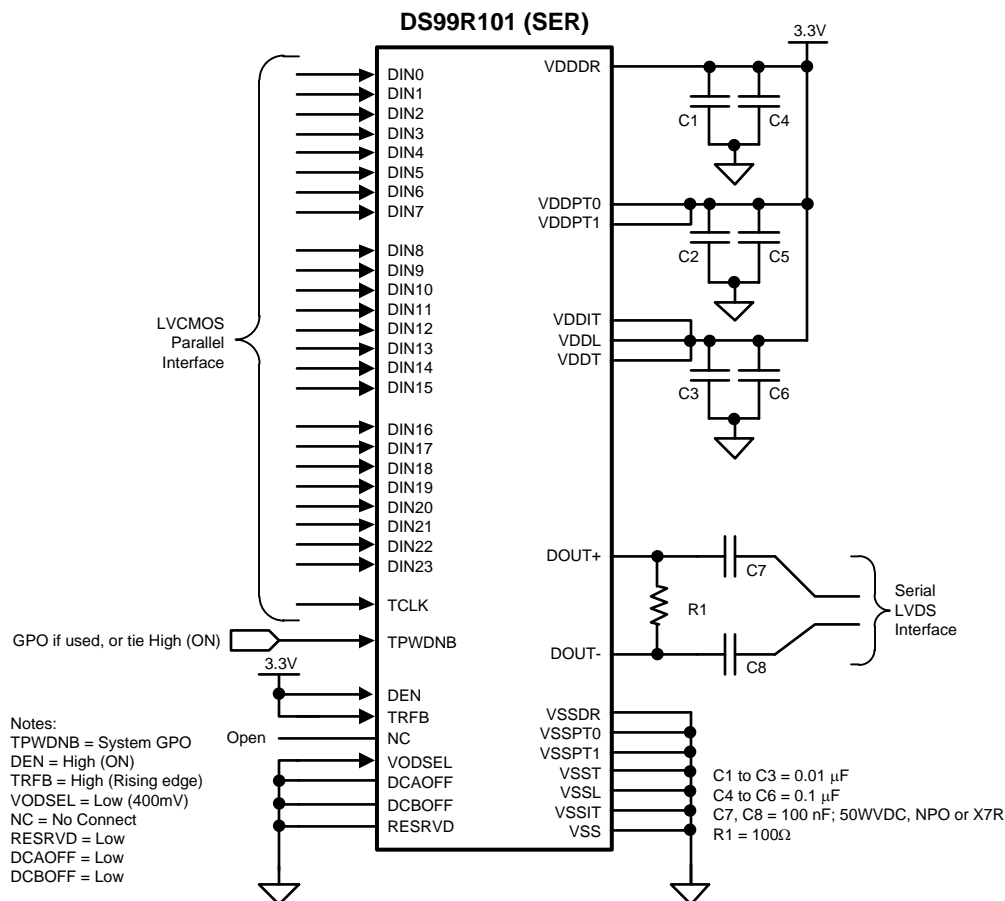 DS99R101 (SER)
3.3V
DIN0
DIN1
DIN2
DIN3
DIN4
DIN5
DIN6
DIN7
DIN8
DIN9
DIN10
DIN11
DIN12
DIN13
DIN14
DIN15
DIN16
DIN17
DIN18
DIN19
DIN20
DIN21
DIN22
DIN23
TCLK
TPWDNB
DEN
TRFB
NC
VODSEL
DCAOFF
DCBOFF
RESRVD
LVCMOS
Parallel
Interface
GPO if used, or tie High (ON)
3.3V
Open
Notes:
TPWDNB = System GPO
DEN = High (ON)
TRFB = High (Rising edge)
VODSEL = Low (400mV)
NC = No Connect
RESRVD = Low
DCAOFF = Low
DCBOFF = Low
VDDDR
C1
C4
VDDPT0
VDDPT1
C2
C5
VDDIT
VDDL
VDDT
C3
C6
DOUT+
C7
R1
DOUT-
C8
Serial
LVDS
Interface
VSSDR
VSSPT0
VSSPT1
VSST
VSSL
VSSIT
VSS
C1 to C3 = 0.01 μF
C4 to C6 = 0.1 μF
C7, C8 = 100 nF; 50WVDC, NPO or X7R
R1 = 100Ω